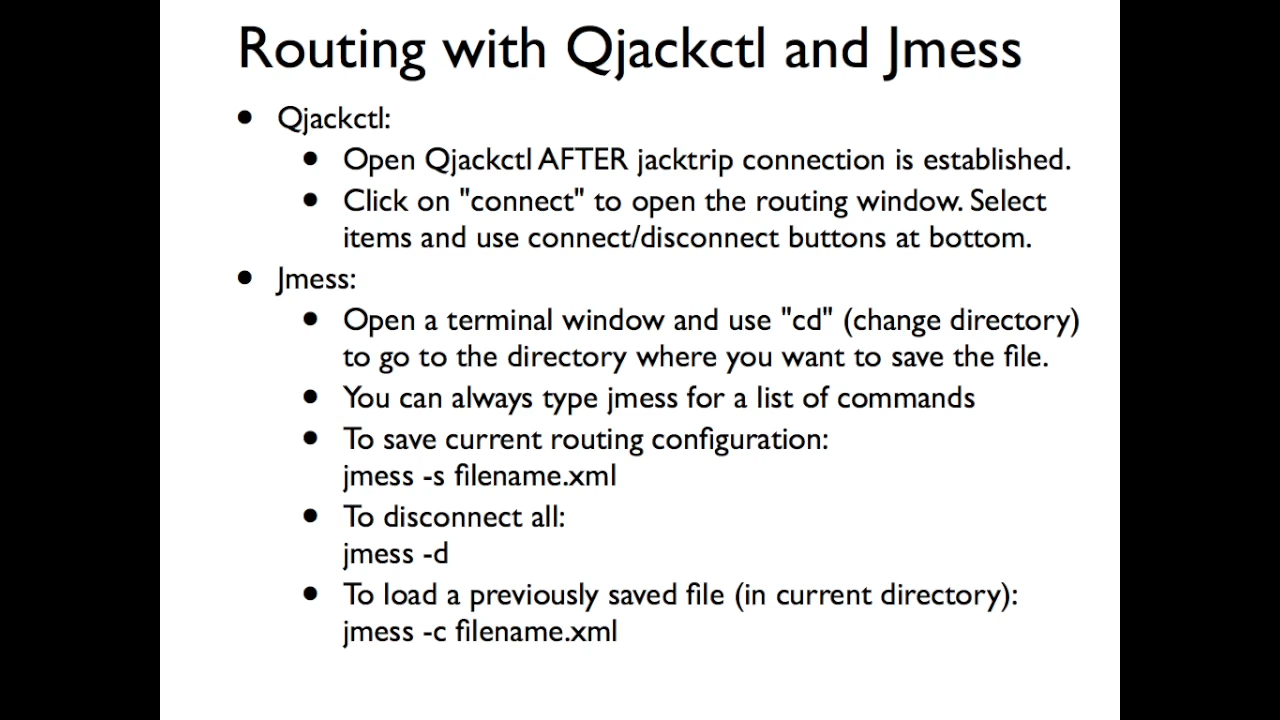 Routing with Qjackctl and Jmess
• Qjackctl:
• Open Qjackctl AFTER jacktrip connection is established.
• Click on "connect" to open the routing window. Select
items and use connect/disconnect buttons at bottom.
• Jmess:
• Open a terminal window and use "cd" (change directory)
to go to the directory where you want to save the file.
• You can always type jmess for a list of commands
• To save current routing configuration:
jmess -s filename.xml
• To disconnect all:
jmess -d
• To load a previously saved file (in current directory):
jmess -c filename.xml